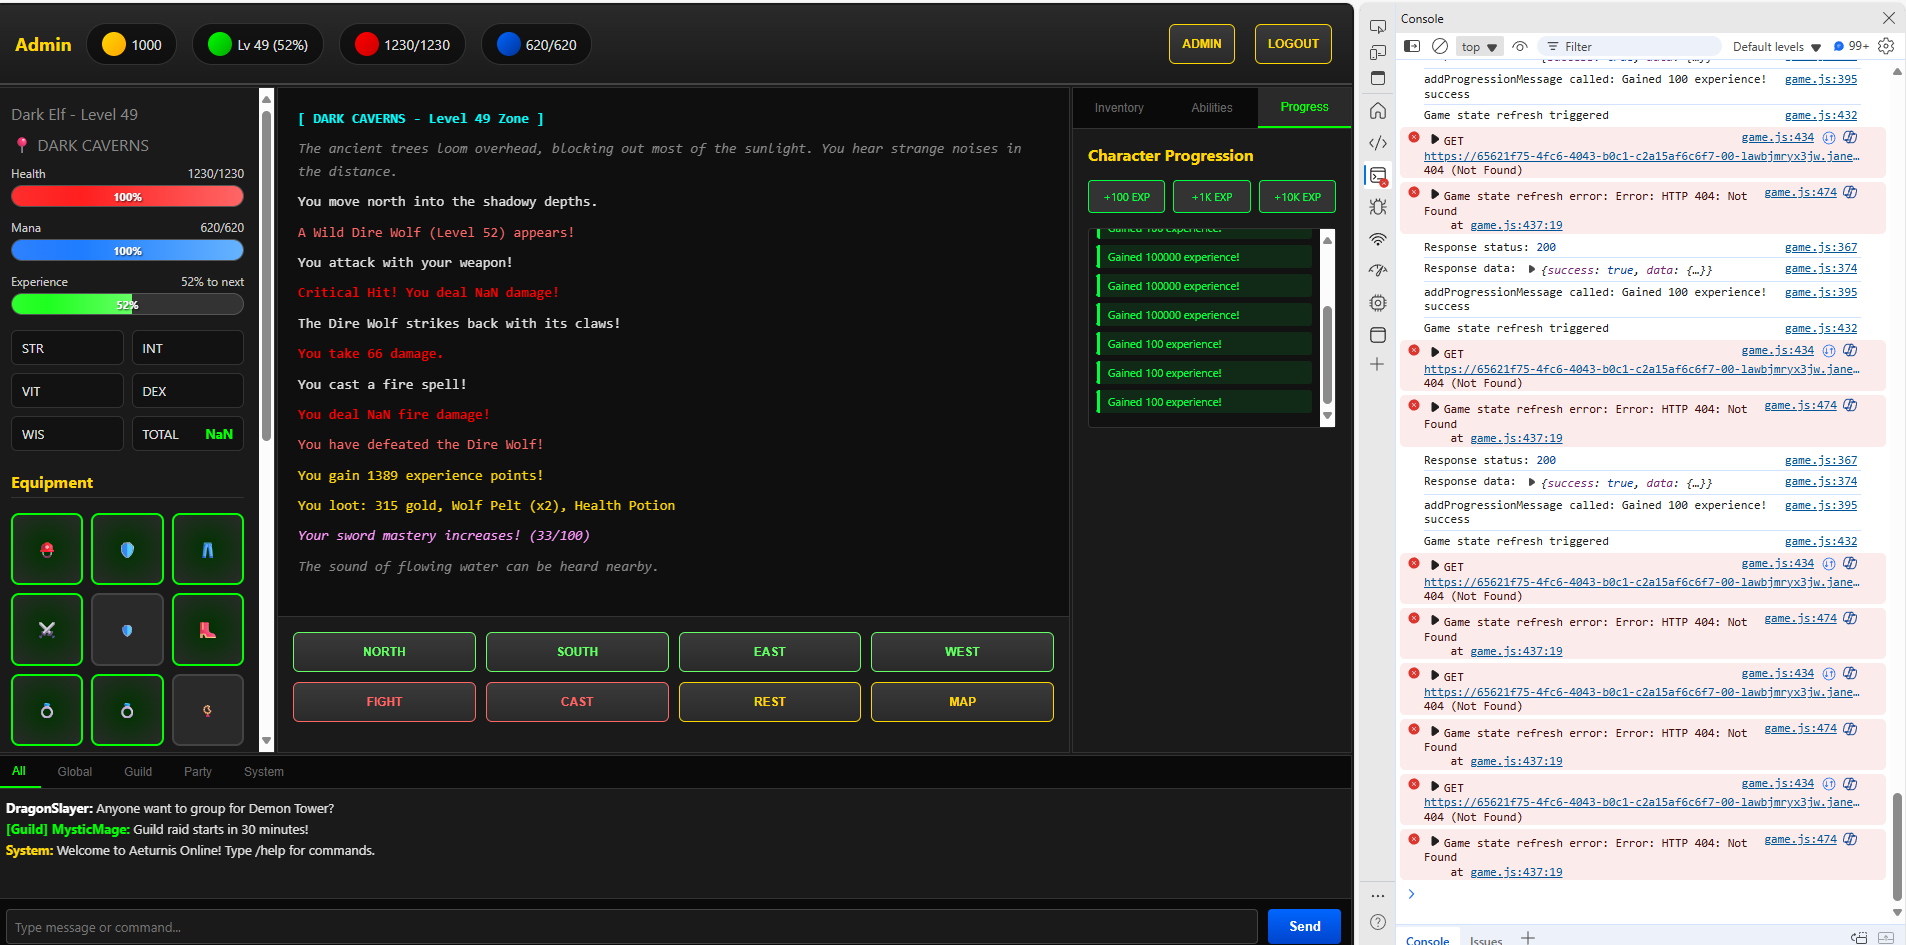 Admin
1000
Lv 49 (52%)
1230/1230
620/620
ADMIN
LOGOUT
Dark Elf - Level 49
DARK CAVERNS
Health 1230/1230
100%
Mana 620/620
100%
Experience 52% to next
52%
STR
INT
VIT
DEX
WIS
TOTAL NaN
Equipment
[ DARK CAVERNS - Level 49 Zone ]
The ancient trees loom overhead, blocking out most of the sunlight. You hear strange noises in
the distance.
You move north into the shadowy depths.
A Wild Dire Wolf (Level 52) appears!
You attack with your weapon!
Critical Hit! You deal NaN damage!
The Dire Wolf strikes back with its claws!
You take 66 damage.
You cast a fire spell!
You deal NaN fire damage!
You have defeated the Dire Wolf!
You gain 1389 experience points!
You loot: 315 gold, Wolf Pelt (x2), Health Potion
Your sword mastery increases! (33/100)
The sound of flowing water can be heard nearby.
NORTH
SOUTH
EAST
WEST
FIGHT
CAST
REST
MAP
Inventory
Abilities
Progress
Character Progression
+100 EXP
+1K EXP
+10K EXP
Gained 100 experience!
Gained 100000 experience!
Gained 100000 experience!
Gained 100000 experience!
Gained 100 experience!
Gained 100 experience!
Gained 100 experience!
All
Global
Guild
Party
System
DragonSlayer: Anyone want to group for Demon Tower?
[Guild] MysticMage: Guild raid starts in 30 minutes!
System: Welcome to Aeturnis Online! Type /help for commands.
Type message or command...
Send
Console
top
Filter
Default levels
99+
addProgressionMessage called: Gained 100 experience! game.js:395
success
Game state refresh triggered game.js:432
GET game.js:434
https://65621f75-4fc6-4043-b0c1-c2a15af6c6f7-00-lawbjmryx3jw.jane…
404 (Not Found)
Game state refresh error: Error: HTTP 404: Not game.js:474
Found
at game.js:437:19
Response status: 200 game.js:367
Response data: {success: true, data: {…}} game.js:374
addProgressionMessage called: Gained 100 experience! game.js:395
success
Game state refresh triggered game.js:432
GET game.js:434
https://65621f75-4fc6-4043-b0c1-c2a15af6c6f7-00-lawbjmryx3jw.jane…
404 (Not Found)
Game state refresh error: Error: HTTP 404: Not game.js:474
Found
at game.js:437:19
Response status: 200 game.js:367
Response data: {success: true, data: {…}} game.js:374
addProgressionMessage called: Gained 100 experience! game.js:395
success
Game state refresh triggered game.js:432
GET game.js:434
https://65621f75-4fc6-4043-b0c1-c2a15af6c6f7-00-lawbjmryx3jw.jane…
404 (Not Found)
Game state refresh error: Error: HTTP 404: Not game.js:474
Found
at game.js:437:19
GET game.js:434
https://65621f75-4fc6-4043-b0c1-c2a15af6c6f7-00-lawbjmryx3jw.jane…
404 (Not Found)
Game state refresh error: Error: HTTP 404: Not game.js:474
Found
at game.js:437:19
GET game.js:434
https://65621f75-4fc6-4043-b0c1-c2a15af6c6f7-00-lawbjmryx3jw.jane…
404 (Not Found)
Game state refresh error: Error: HTTP 404: Not game.js:474
Found
at game.js:437:19
Console
Issues